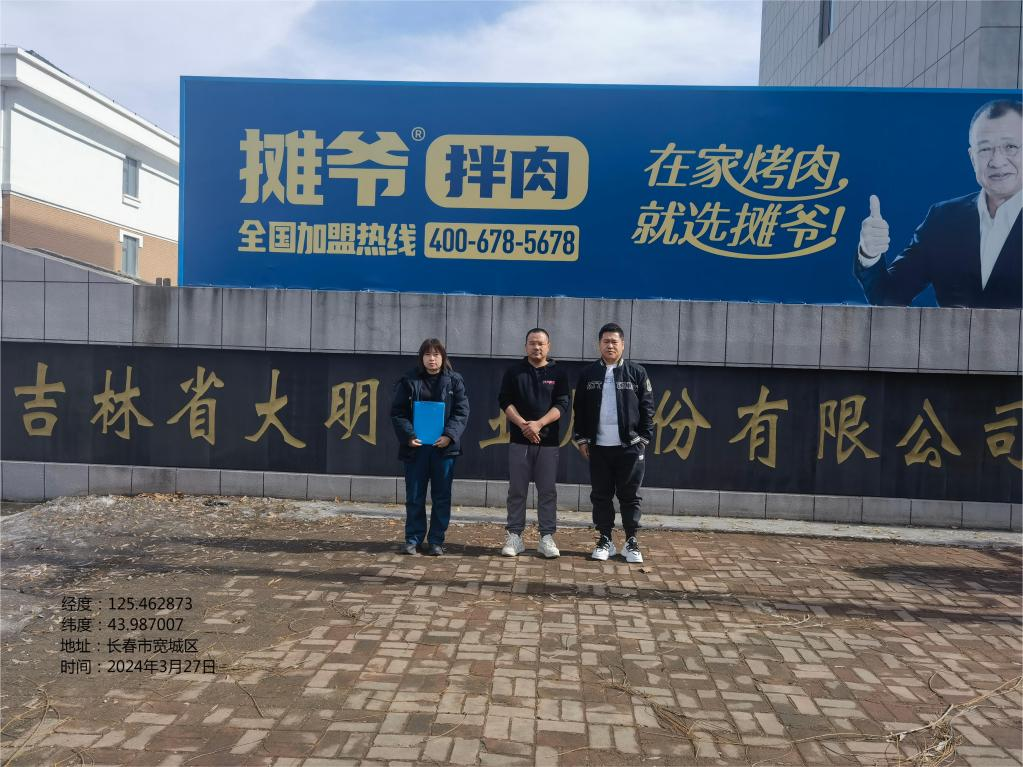 摊爷® 拌肉
全国加盟热线 400-678-5678
在家烤肉,
就选摊爷!
吉林省大明 业 份有限公司
经度：125.462873
纬度：43.987007
地址：长春市宽城区
时间：2024年3月27日